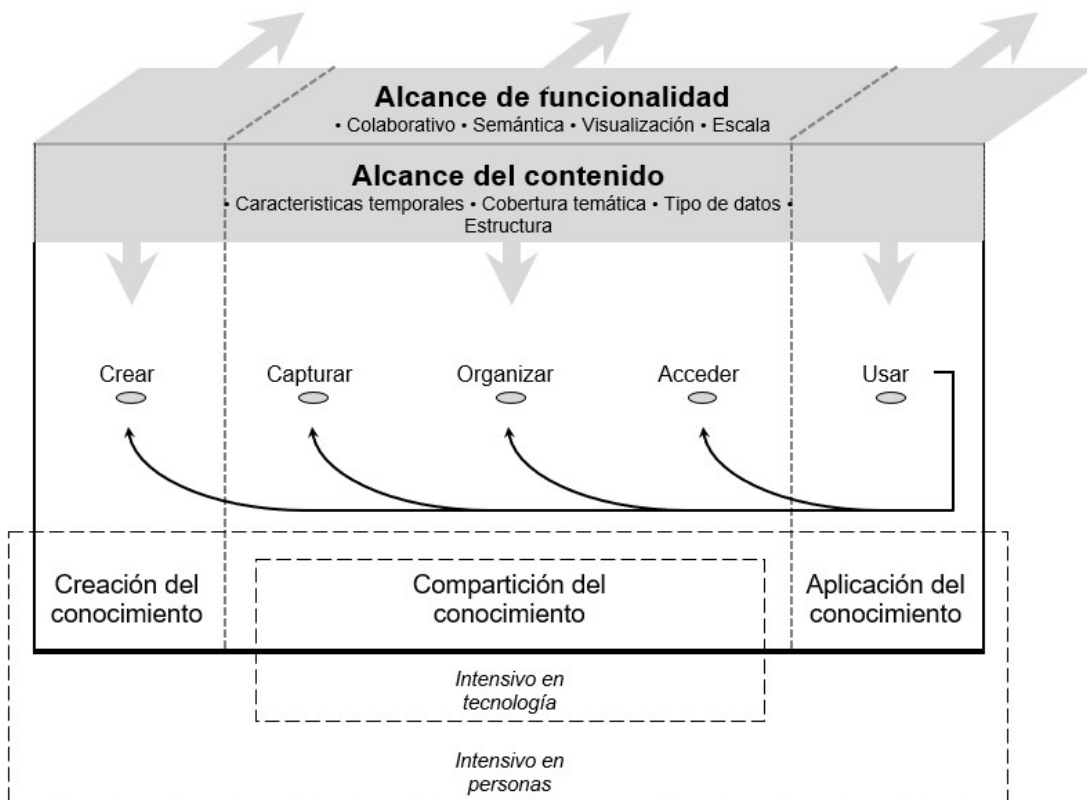 Alcance de funcionalidad
• Colaborativo • Semántica • Visualización • Escala
Alcance del contenido
• Caracteristicas temporales • Cobertura temática • Tipo de datos •
Estructura
Crear
Capturar
Organizar
Acceder
Usar
Creación del
conocimiento
Compartición del
conocimiento
Aplicación del
conocimiento
Intensivo en
tecnología
Intensivo en
personas